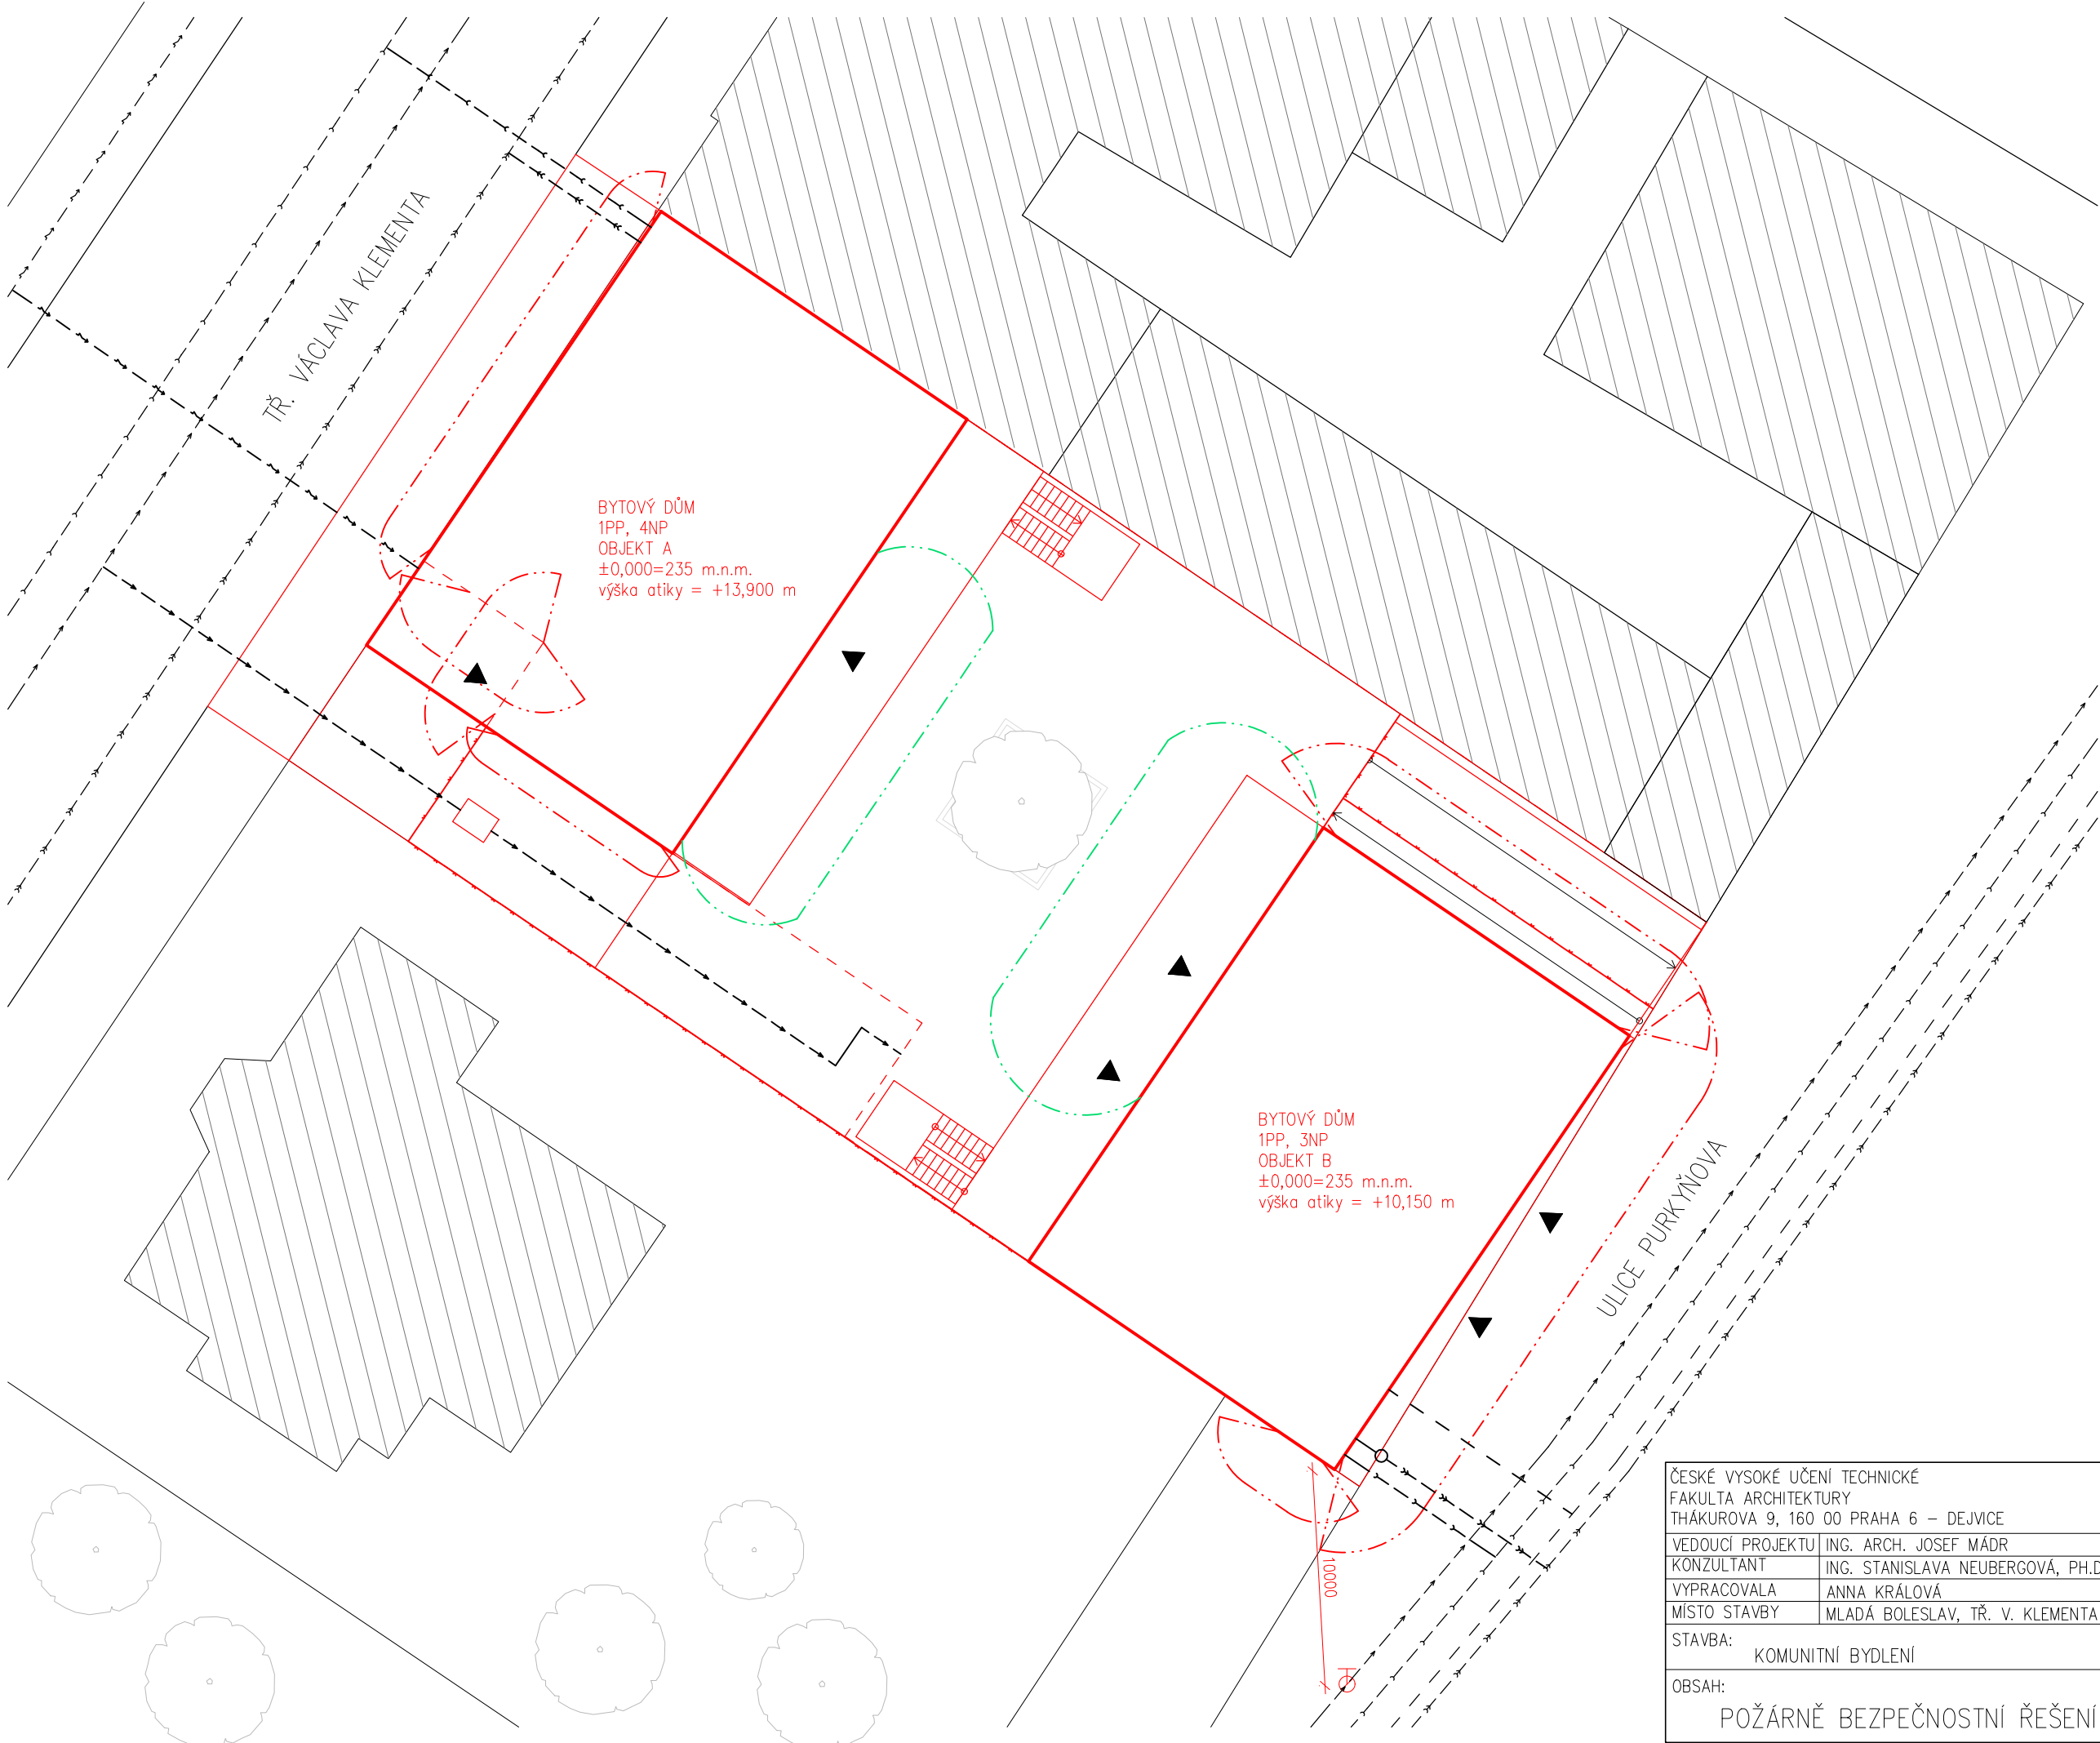 TŘ. VÁCLAVA KLEMENTA
BYTOVÝ DŮM
1PP, 4NP
OBJEKT A
±0,000=235 m.n.m.
výška atiky = +13,900 m
BYTOVÝ DŮM
1PP, 3NP
OBJEKT B
±0,000=235 m.n.m.
výška atiky = +10,150 m
ULICE PURKYŇOVA
10000
ČESKÉ VYSOKÉ UČENÍ TECHNICKÉ
FAKULTA ARCHITEKTURY
THÁKUROVA 9, 160 00 PRAHA 6 – DEJVICE
VEDOUCÍ PROJEKTU ING. ARCH. JOSEF MÁDR
KONZULTANT ING. STANISLAVA NEUBERGOVÁ, PH.D
VYPRACOVALA ANNA KRÁLOVÁ
MÍSTO STAVBY MLADÁ BOLESLAV, TŘ. V. KLEMENTA
STAVBA:
KOMUNITNÍ BYDLENÍ
OBSAH:
POŽÁRNĚ BEZPEČNOSTNÍ ŘEŠENÍ